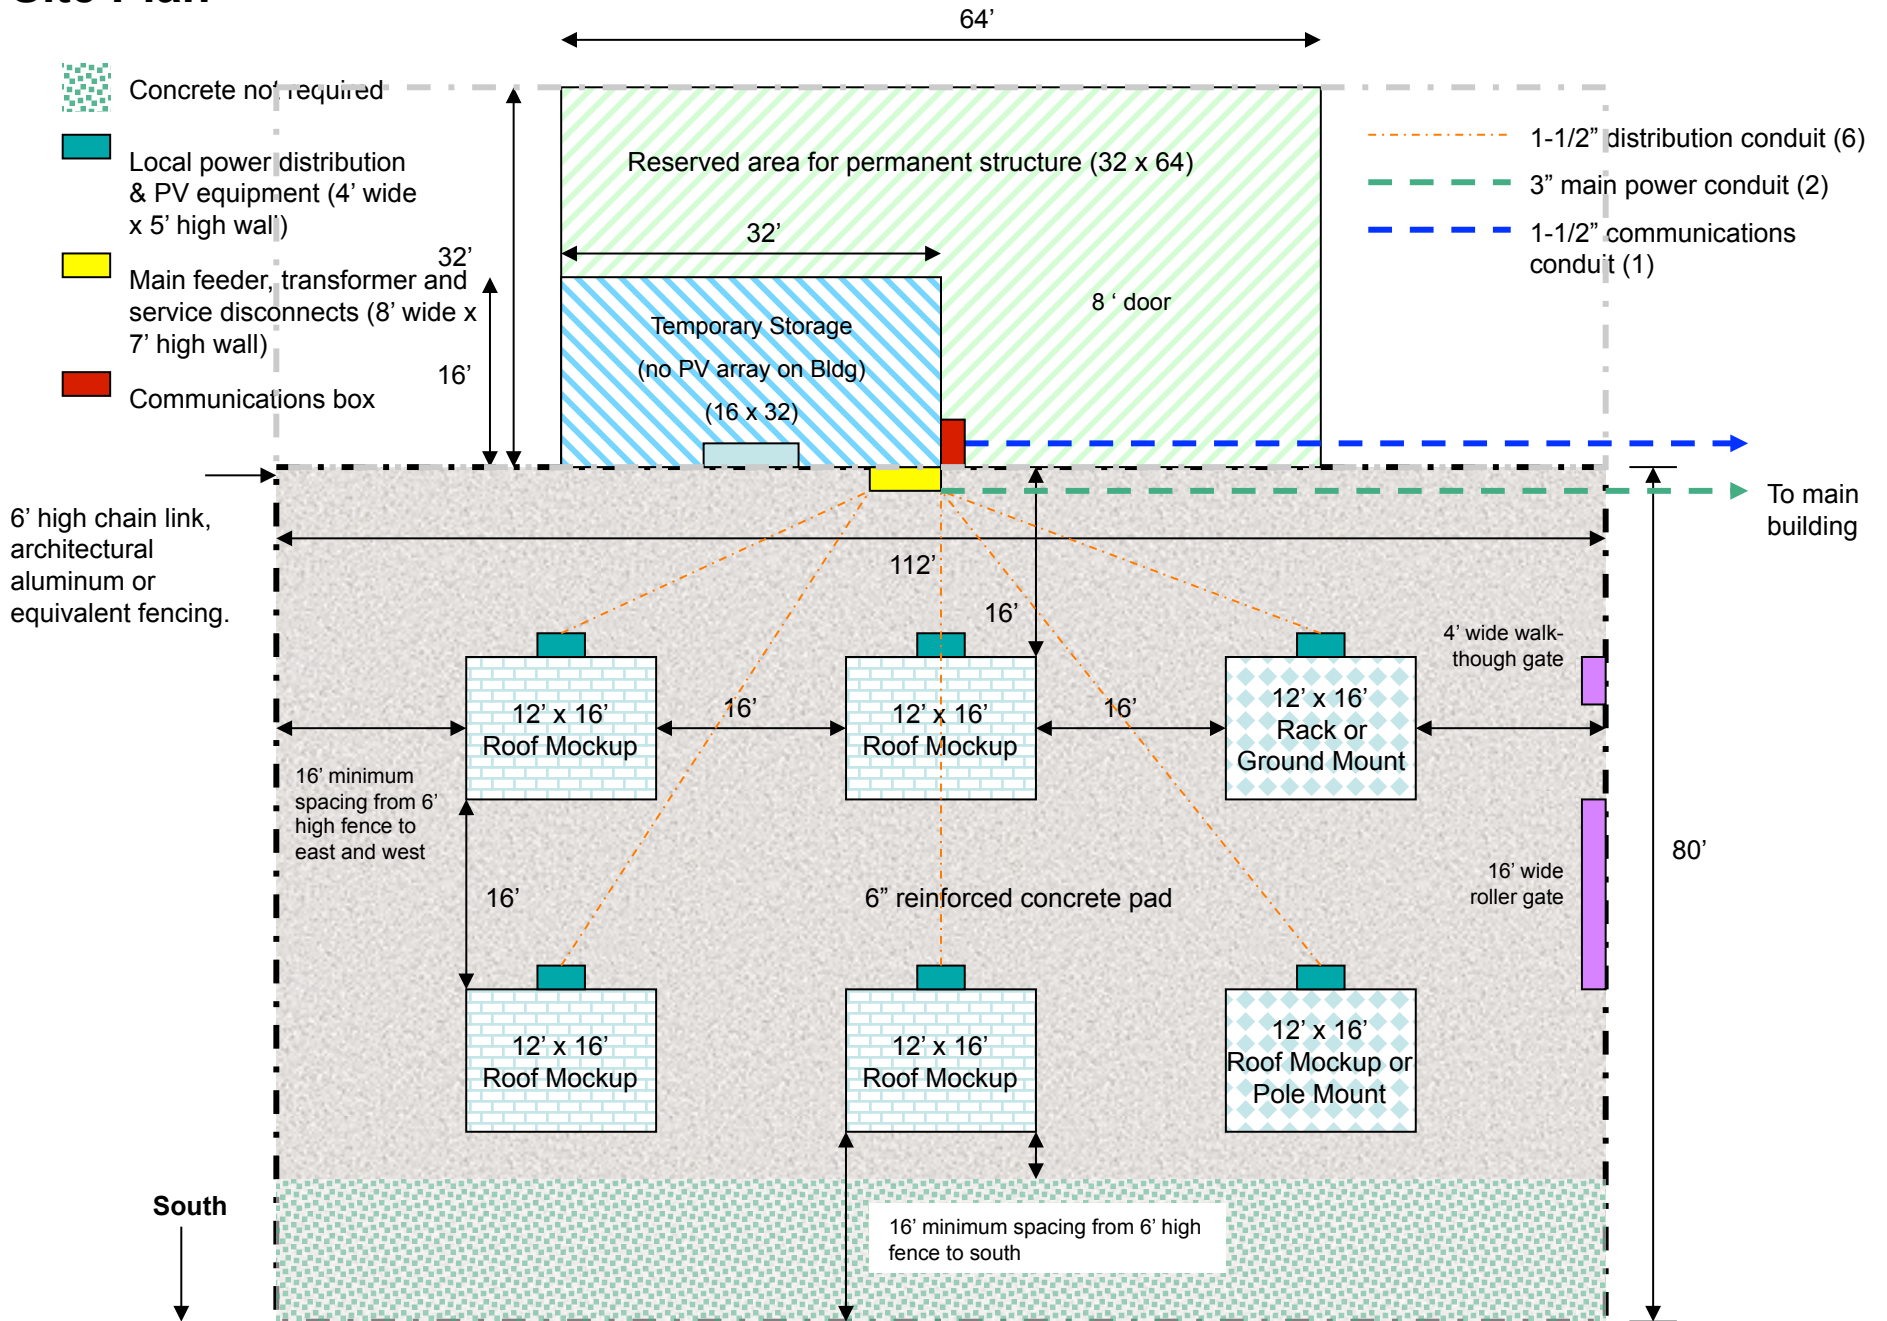 Site Plan
64’
Concrete not required
Local power distribution
& PV equipment (4’ wide
x 5’ high wall)
Main feeder, transformer and
service disconnects (8’ wide x
7’ high wall)
Communications box
32’
16’
Reserved area for permanent structure (32 x 64)
32’
8 ‘ door
Temporary Storage
(no PV array on Bldg)
(16 x 32)
1-1/2” distribution conduit (6)
3” main power conduit (2)
1-1/2” communications
conduit (1)
To main
building
6’ high chain link,
architectural
aluminum or
equivalent fencing.
112’
16’
4’ wide walk-
though gate
12’ x 16’
Roof Mockup
16’
12’ x 16’
Roof Mockup
16’
12’ x 16’
Rack or
Ground Mount
16’ minimum
spacing from 6’
high fence to
east and west
16’
6” reinforced concrete pad
16’ wide
roller gate
80’
12’ x 16’
Roof Mockup
12’ x 16’
Roof Mockup
12’ x 16’
Roof Mockup or
Pole Mount
South
16’ minimum spacing from 6’ high
fence to south